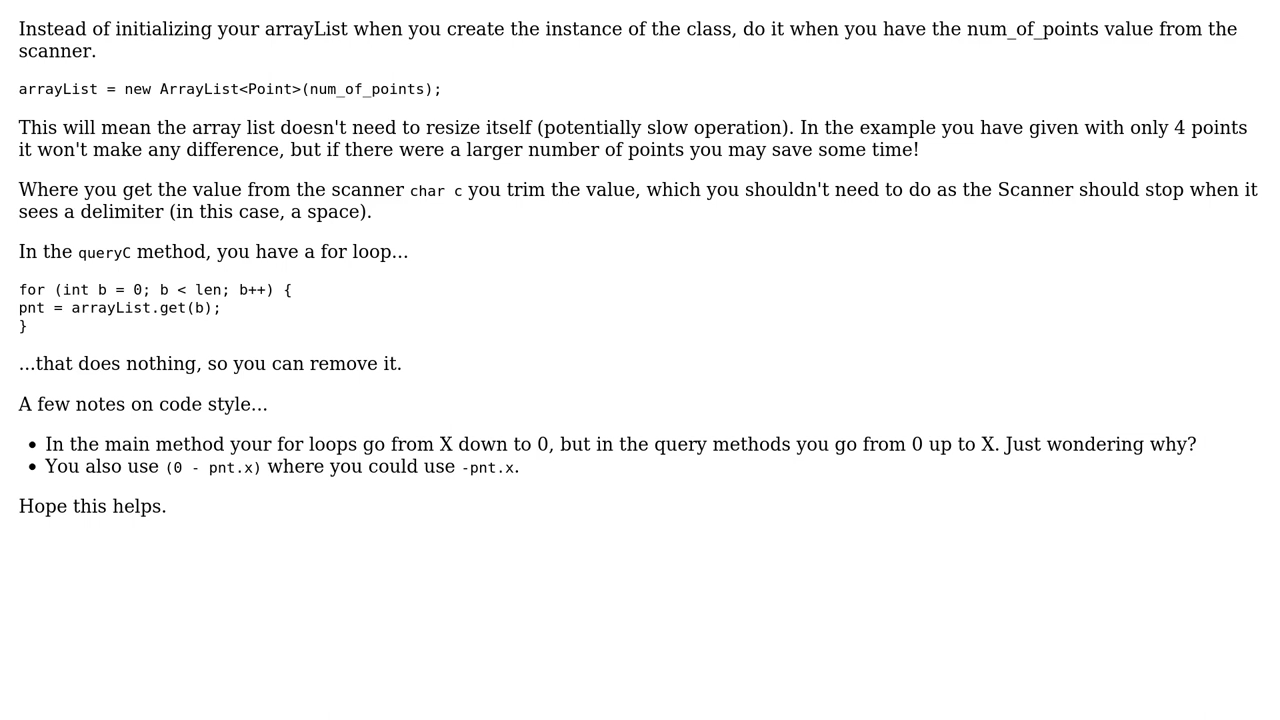 Instead of initializing your arrayList when you create the instance of the class, do it when you have the num_of_points value from the
scanner.
arrayList = new ArrayList<Point>(num_of_points);
This will mean the array list doesn't need to resize itself (potentially slow operation). In the example you have given with only 4 points
it won't make any difference, but if there were a larger number of points you may save some time!
Where you get the value from the scanner char c you trim the value, which you shouldn't need to do as the Scanner should stop when it
sees a delimiter (in this case, a space).
In the queryC method, you have a for loop...
for (int b = 0; b < len; b++) {
pnt = arrayList.get(b);
}
...that does nothing, so you can remove it.
A few notes on code style...
• In the main method your for loops go from X down to 0, but in the query methods you go from 0 up to X. Just wondering why?
• You also use (0 - pnt.x) where you could use -pnt.x.
Hope this helps.